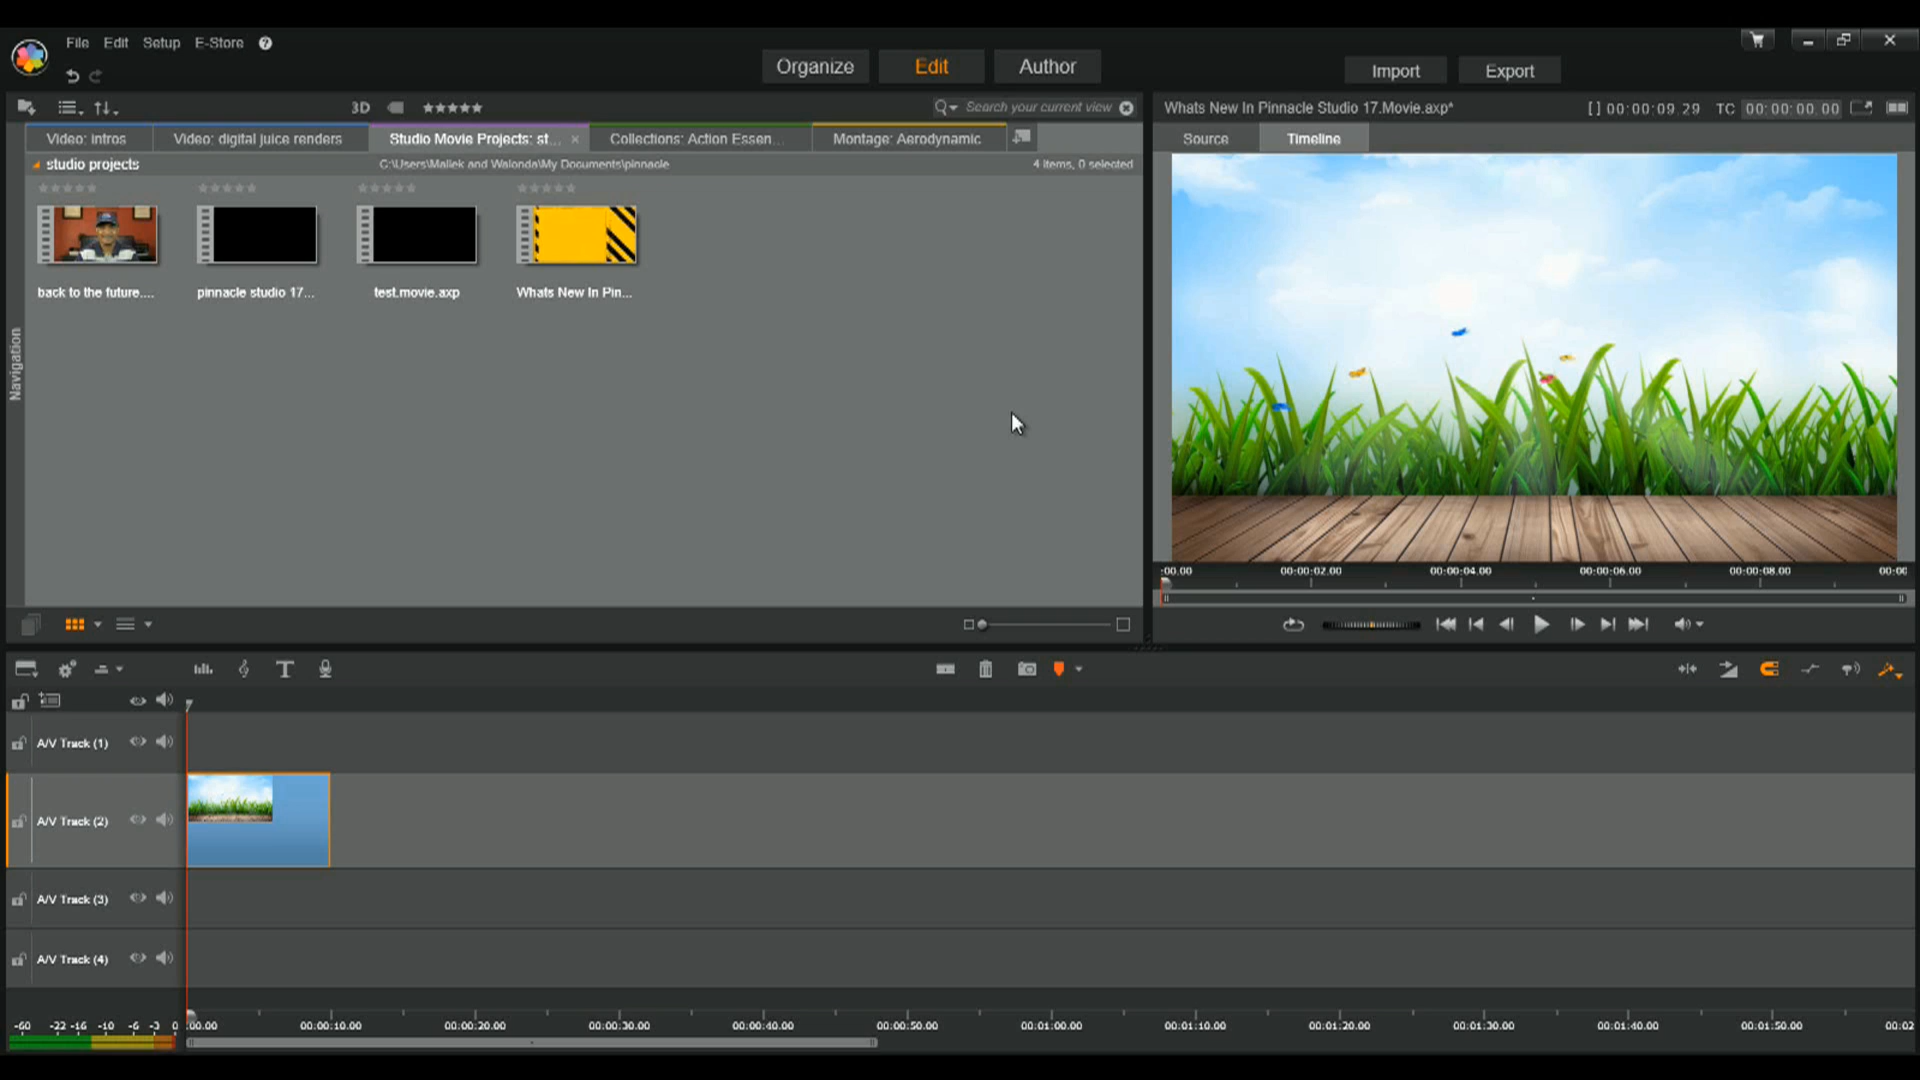 File Edit Setup E-Store ?
Organize Edit Author
Import Export
3D
Search your current view
Whats New In Pinnacle Studio 17.Movie.axp*
[ ] 00:00:09.29 TC 00:00:00.00
Video: intros
Video: digital juice renders
Studio Movie Projects: st...
Collections: Action Essen...
Montage: Aerodynamic
Source Timeline
studio projects
C:\Users\Maliek and Walonda\My Documents\pinnacle
4 items, 0 selected
back to the future....
pinnacle studio 17...
test.movie.axp
Whats New In Pin...
Navigation
:00.00 00:00:02.00 00:00:04.00 00:00:06.00 00:00:08.00 00:00
A/V Track (1)
A/V Track (2)
A/V Track (3)
A/V Track (4)
-60 -22 -16 -10 -6 -3 0
:00.00 00:00:10.00 00:00:20.00 00:00:30.00 00:00:40.00 00:00:50.00 00:01:00.00 00:01:10.00 00:01:20.00 00:01:30.00 00:01:40.00 00:01:50.00 00:02